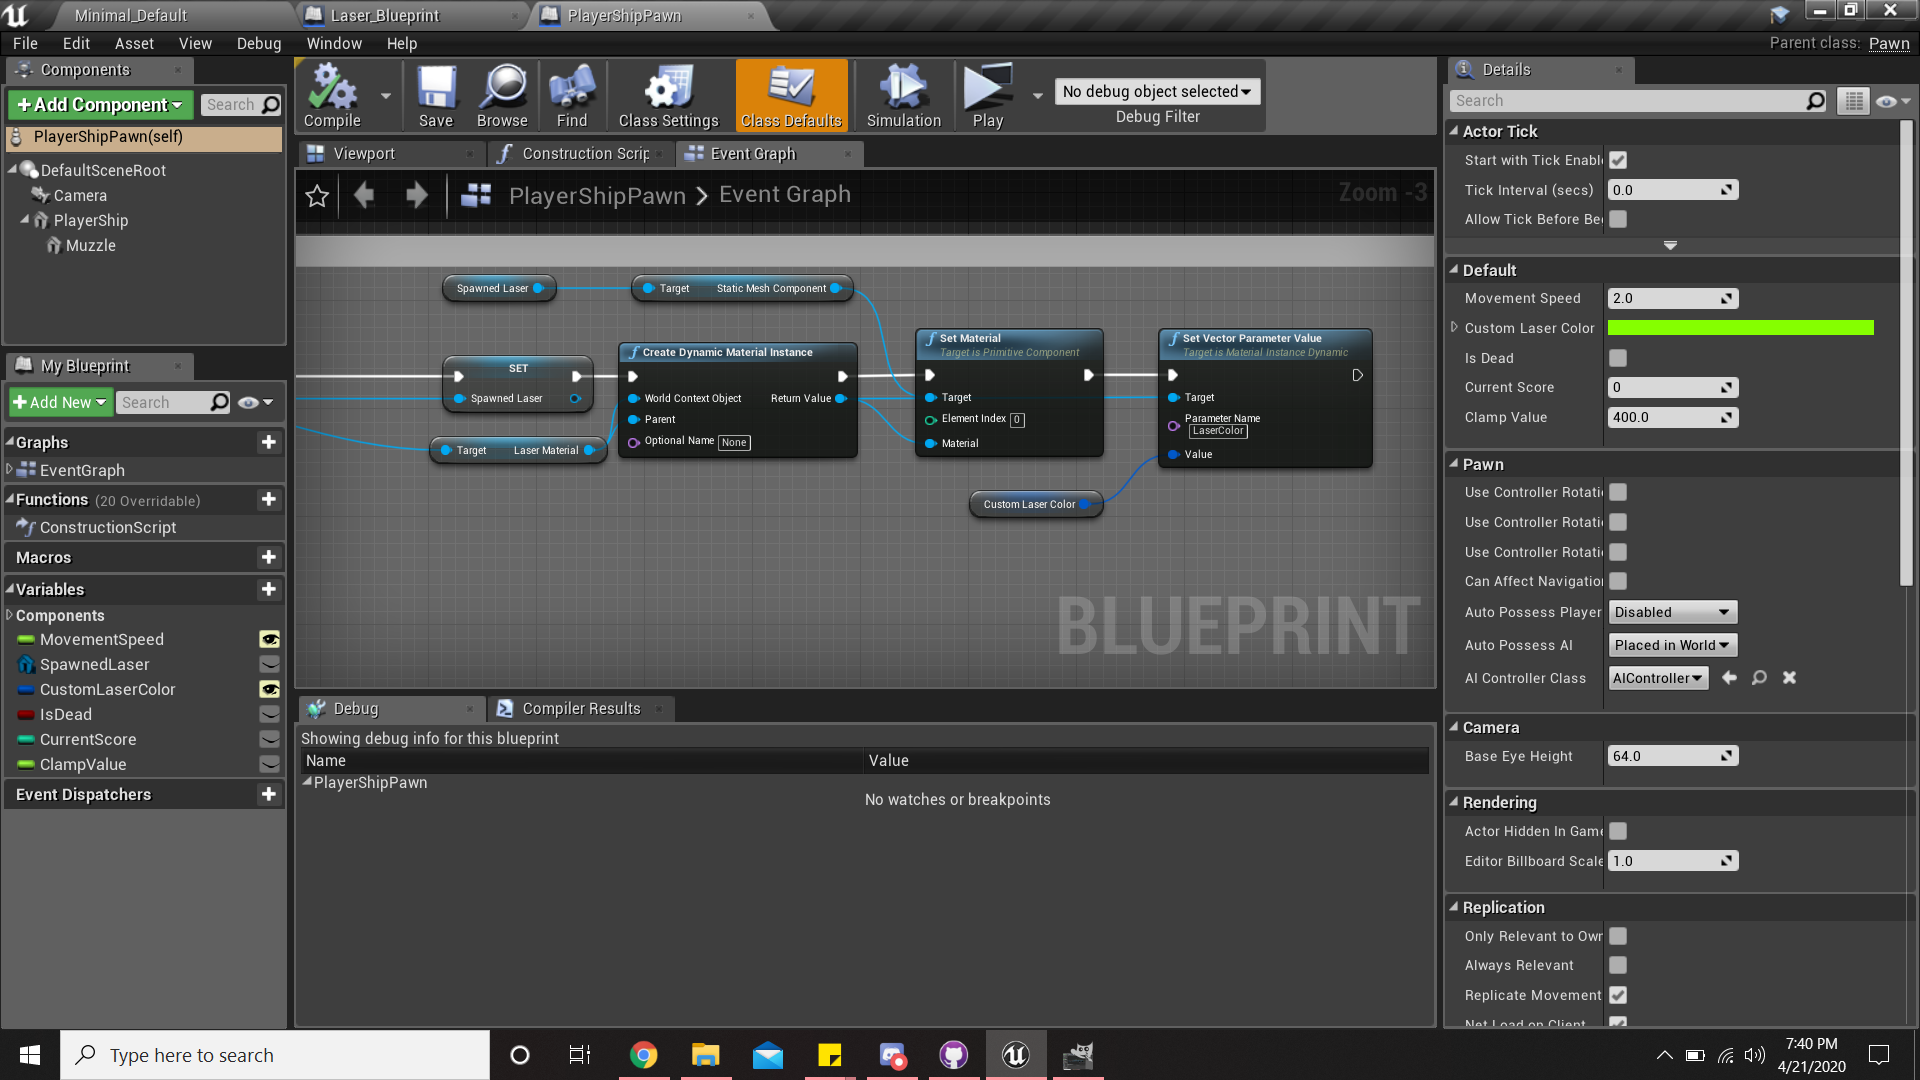 Minimal_Default
Laser_Blueprint
PlayerShipPawn
File Edit Asset View Debug Window Help
Parent class: Pawn
Components
Add Component
Search
PlayerShipPawn(self)
DefaultSceneRoot
Camera
PlayerShip
Muzzle
My Blueprint
Add New
Search
Graphs
EventGraph
Functions (20 Overridable)
ConstructionScript
Macros
Variables
Components
MovementSpeed
SpawnedLaser
CustomLaserColor
IsDead
CurrentScore
ClampValue
Event Dispatchers
Compile
Save
Browse
Find
Class Settings
Class Defaults
Simulation
Play
No debug object selected
Debug Filter
Viewport
Construction Scrip
Event Graph
PlayerShipPawn > Event Graph
Zoom -3
Spawned Laser
Target Static Mesh Component
SET
Spawned Laser
Target Laser Material
Create Dynamic Material Instance
World Context Object Return Value
Parent
Optional Name None
Set Material
Target is Primitive Component
Target
Element Index 0
Material
Set Vector Parameter Value
Target is Material Instance Dynamic
Target
Parameter Name
LaserColor
Value
Custom Laser Color
BLUEPRINT
Debug
Compiler Results
Showing debug info for this blueprint
Name Value
PlayerShipPawn
No watches or breakpoints
Details
Search
Actor Tick
Start with Tick Enabl
Tick Interval (secs) 0.0
Allow Tick Before Be
Default
Movement Speed 2.0
Custom Laser Color
Is Dead
Current Score 0
Clamp Value 400.0
Pawn
Use Controller Rotati
Use Controller Rotati
Use Controller Rotati
Can Affect Navigatio
Auto Possess Player Disabled
Auto Possess AI Placed in World
AI Controller Class AIController
Camera
Base Eye Height 64.0
Rendering
Actor Hidden In Game
Editor Billboard Scale 1.0
Replication
Only Relevant to Own
Always Relevant
Replicate Movement
Net Load on Client
Type here to search
7:40 PM
4/21/2020